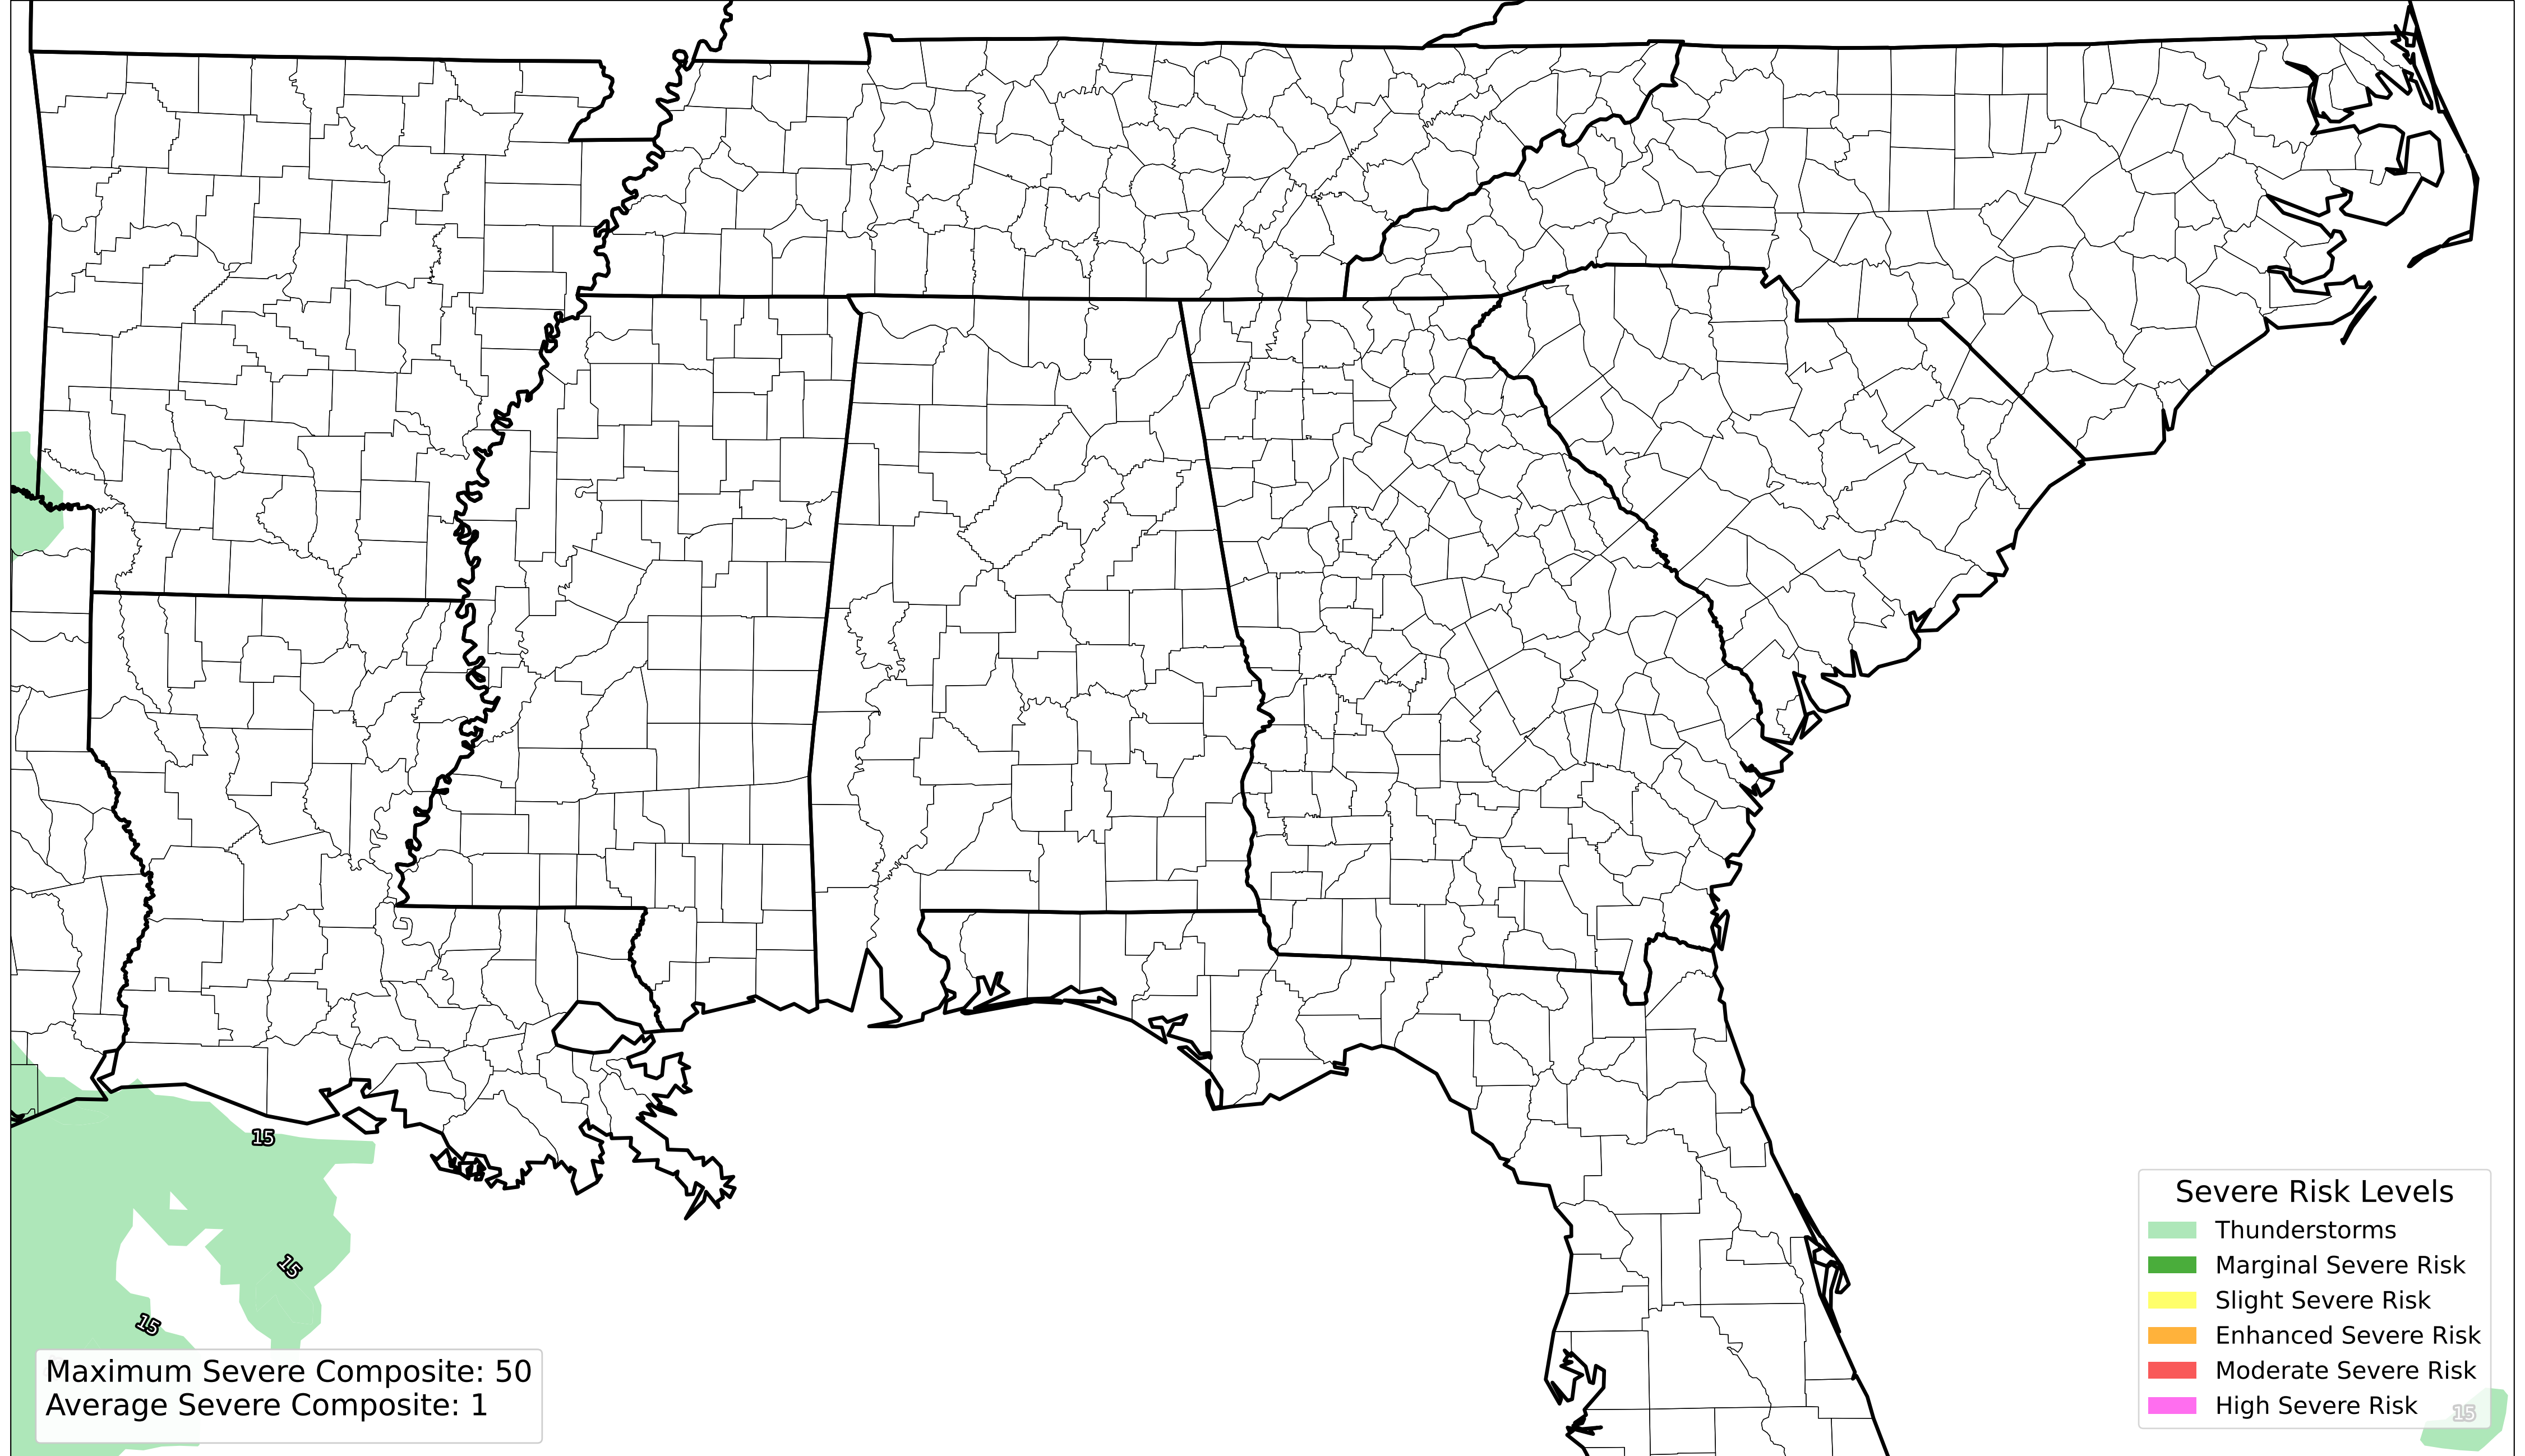 15
15
15
Maximum Severe Composite: 50
Average Severe Composite: 1
Severe Risk Levels
Thunderstorms
Marginal Severe Risk
Slight Severe Risk
Enhanced Severe Risk
Moderate Severe Risk
High Severe Risk
15